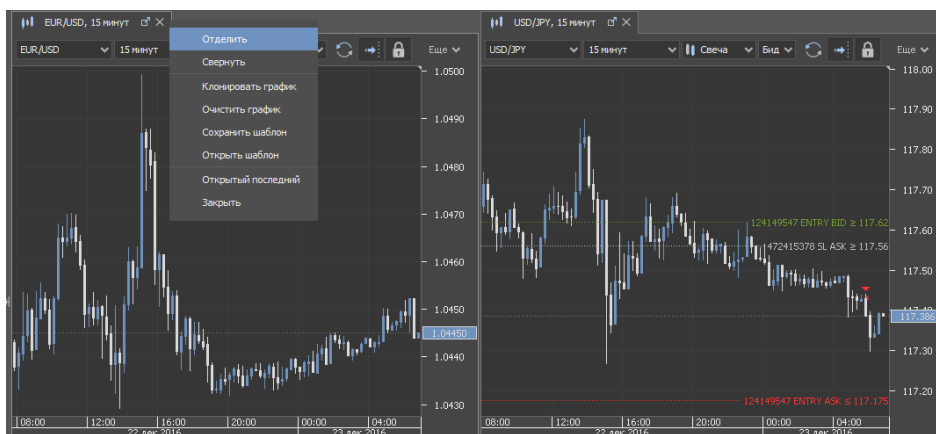 EUR/USD, 15 минут
EUR/USD
15 минут
Еще
Отделить
Свернуть
Клонировать график
Очистить график
Сохранить шаблон
Открыть шаблон
Открытый последний
Закрыть
1.0500
1.0490
1.0480
1.0470
1.0460
1.0450
1.04450
1.0440
1.0430
08:00
12:00
16:00
20:00
00:00
04:00
22 дек 2016
23 дек 2016
USD/JPY, 15 минут
USD/JPY
15 минут
Свеча
Бид
Еще
118.00
117.90
117.80
117.70
124149547 ENTRY BID ≥ 117.62
117.60
472415378 SL ASK ≥ 117.56
117.50
117.40
117.386
117.30
117.20
124149547 ENTRY ASK ≤ 117.175
08:00
12:00
16:00
20:00
00:00
04:00
22 дек 2016
23 дек 2016